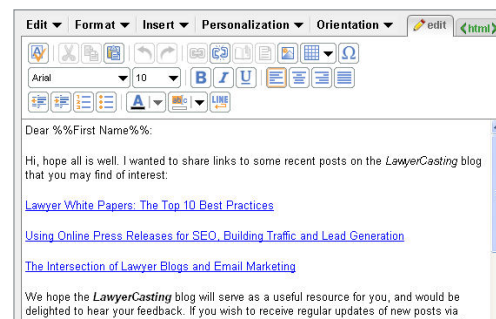 Edit Format Insert Personalization Orientation edit <html>
Arial 10 B I U
A abc LINE
Dear %%First Name%%:
Hi, hope all is well. I wanted to share links to some recent posts on the LawyerCasting blog
that you may find of interest:
Lawyer White Papers: The Top 10 Best Practices
Using Online Press Releases for SEO, Building Traffic and Lead Generation
The Intersection of Lawyer Blogs and Email Marketing
We hope the LawyerCasting blog will serve as a useful resource for you, and would be
delighted to hear your feedback. If you wish to receive regular updates of new posts via